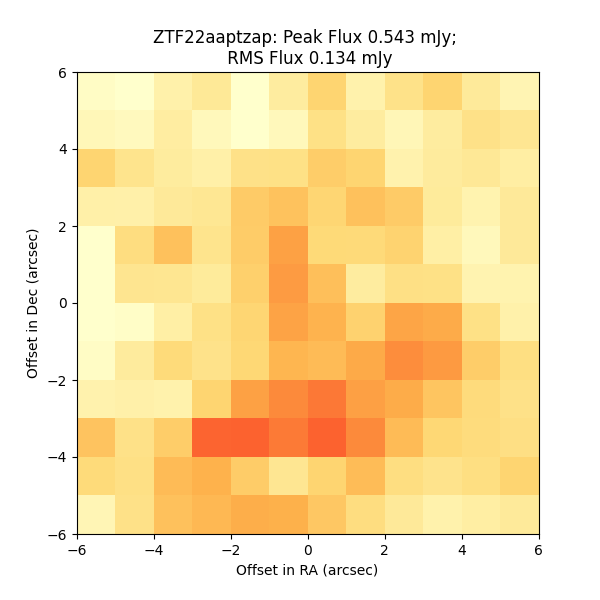 ZTF22aaptzap: Peak Flux 0.543 mJy;
RMS Flux 0.134 mJy
6
4
2
0
−2
−4
−6
Offset in Dec (arcsec)
−6 −4 −2 0 2 4 6
Offset in RA (arcsec)